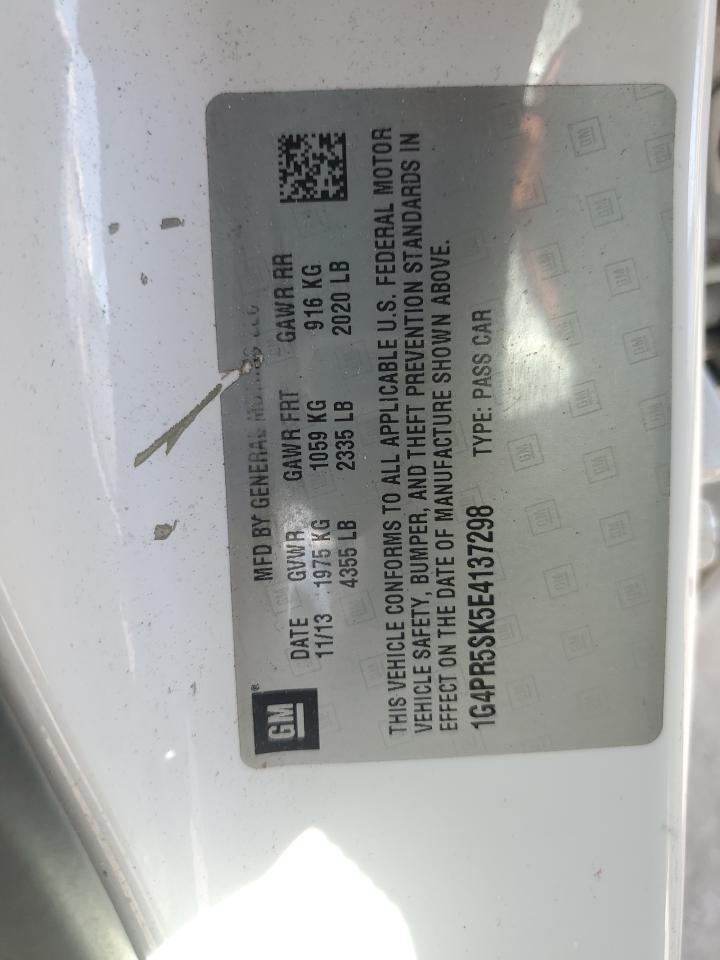 GM®
MFD BY GENERAL MOTORS LLC
DATE GVWR GAWR FRT GAWR RR
11/13 1975 KG 1059 KG 916 KG
4355 LB 2335 LB 2020 LB
THIS VEHICLE CONFORMS TO ALL APPLICABLE U.S. FEDERAL MOTOR
VEHICLE SAFETY, BUMPER, AND THEFT PREVENTION STANDARDS IN
EFFECT ON THE DATE OF MANUFACTURE SHOWN ABOVE.
1G4PR5SK5E4137298 TYPE: PASS CAR